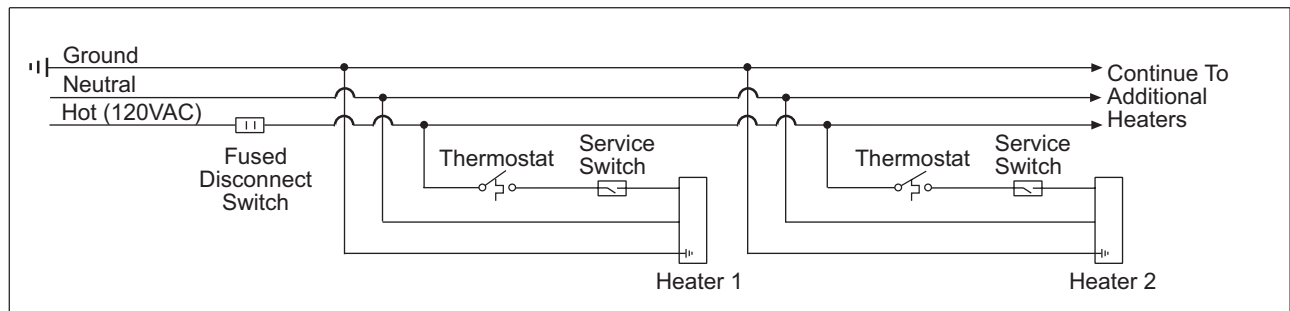 Ground
Neutral
Hot (120VAC)
Continue To
Additional
Heaters
Fused
Disconnect
Switch
Thermostat
Service
Switch
Thermostat
Service
Switch
Heater 1
Heater 2